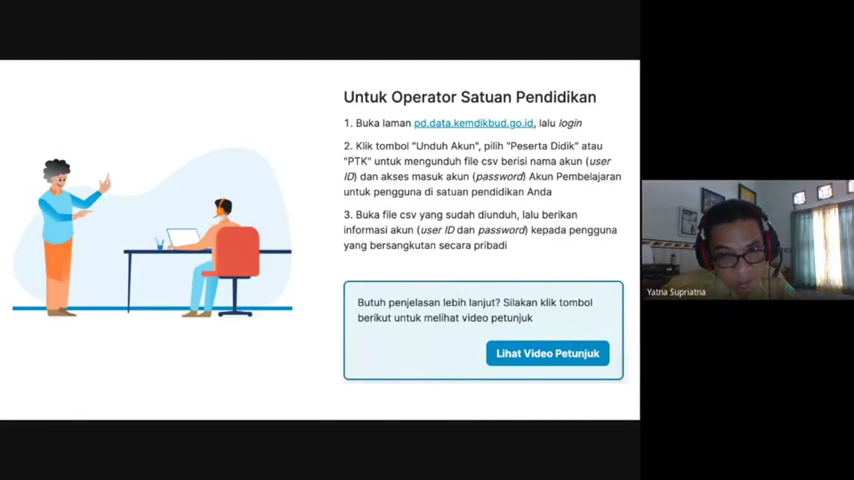 Untuk Operator Satuan Pendidikan
1. Buka laman pd.data.kemdikbud.go.id, lalu login
2. Klik tombol "Unduh Akun", pilih "Peserta Didik" atau
"PTK" untuk mengunduh file csv berisi nama akun (user
ID) dan akses masuk akun (password) Akun Pembelajaran
untuk pengguna di satuan pendidikan Anda
3. Buka file csv yang sudah diunduh, lalu berikan
informasi akun (user ID dan password) kepada pengguna
yang bersangkutan secara pribadi
Butuh penjelasan lebih lanjut? Silakan klik tombol
berikut untuk melihat video petunjuk
Lihat Video Petunjuk
Yatna Supriatna